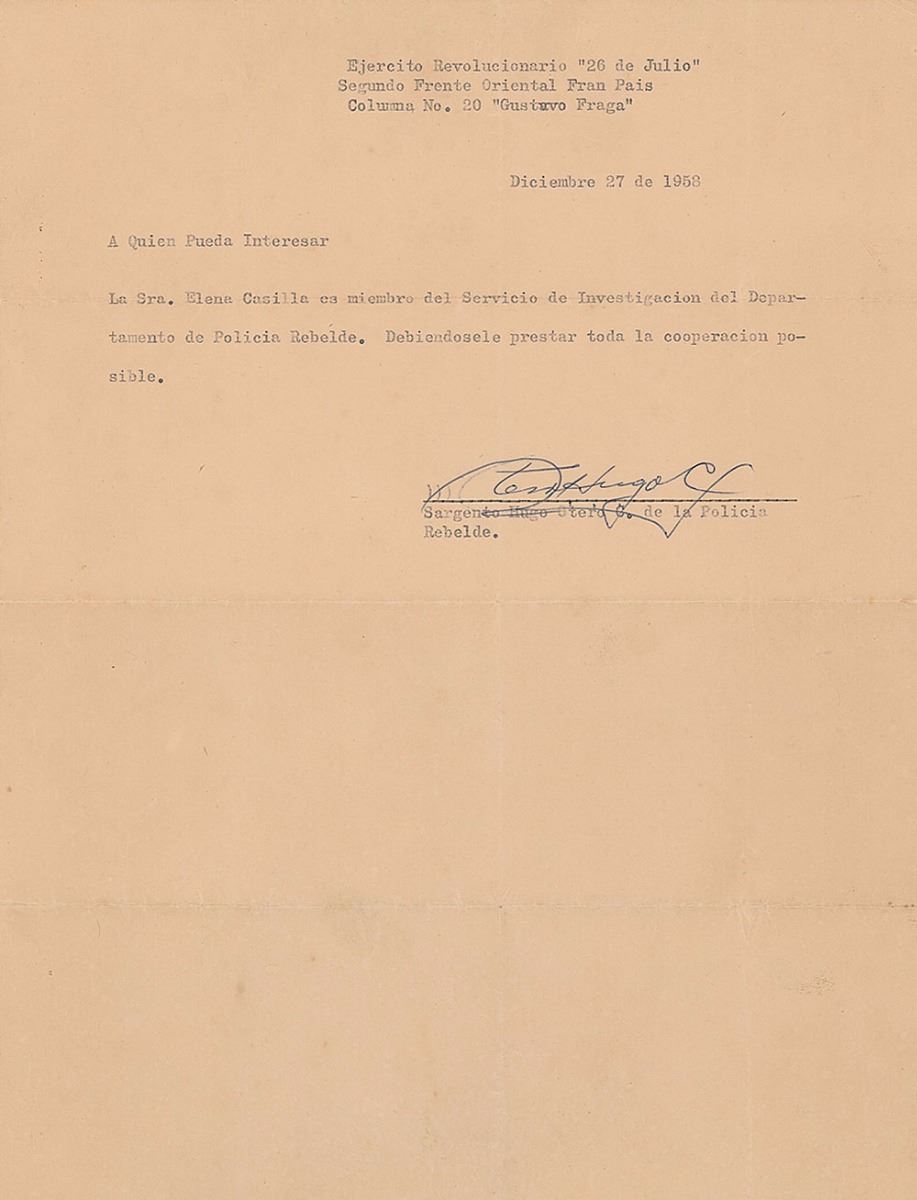 Ejercito Revolucionario "26 de Julio"
Segundo Frente Oriental Fran Pais
Columna No. 20 "Gustavo Fraga"
Diciembre 27 de 1958
A Quien Pueda Interesar
La Sra. Elena Casilla es miembro del Servicio de Investigacion del Depar-
tamento de Policia Rebelde. Debiendosele prestar toda la cooperacion po-
sible.
Hugo
Sargento Hugo Otero C. de la Policia
Rebelde.